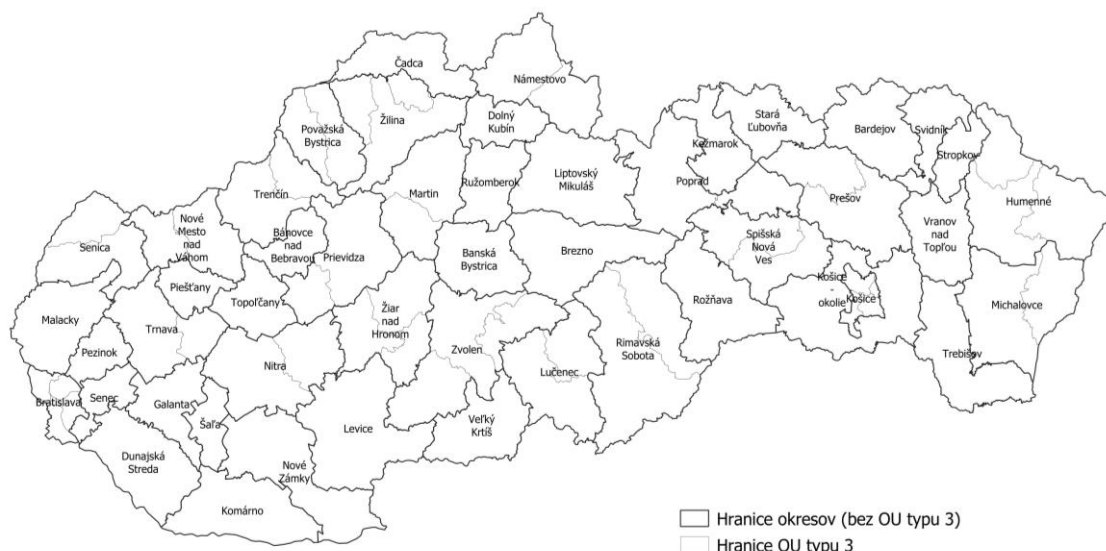 Čadca
Námestovo
Považská
Bystrica
Žilina
Dolný
Kubín
Stará
Ľubovňa
Kežmarok
Bardejov
Svidník
Stropkov
Trenčín
Martin
Ružomberok
Liptovský
Mikuláš
Poprad
Prešov
Humenné
Senica
Nové
Mesto
nad
Váhom
Bánovce
nad
Bebravou
Prievidza
Banská
Bystrica
Brezno
Spišská
Nová
Ves
Vranov
nad
Topľou
Piešťany
Topoľčany
Žiar
nad
Hronom
Rožňava
Košice
-
okolie
Košice
Michalovce
Malacky
Trnava
Pezinok
Nitra
Zvolen
Lučenec
Rimavská
Sobota
Trebišov
Bratislava
Senec
Galanta
Šaľa
Levice
Veľký
Krtíš
Dunajská
Streda
Nové
Zámky
Komárno
Hranice okresov (bez OU typu 3)
Hranice OU typu 3